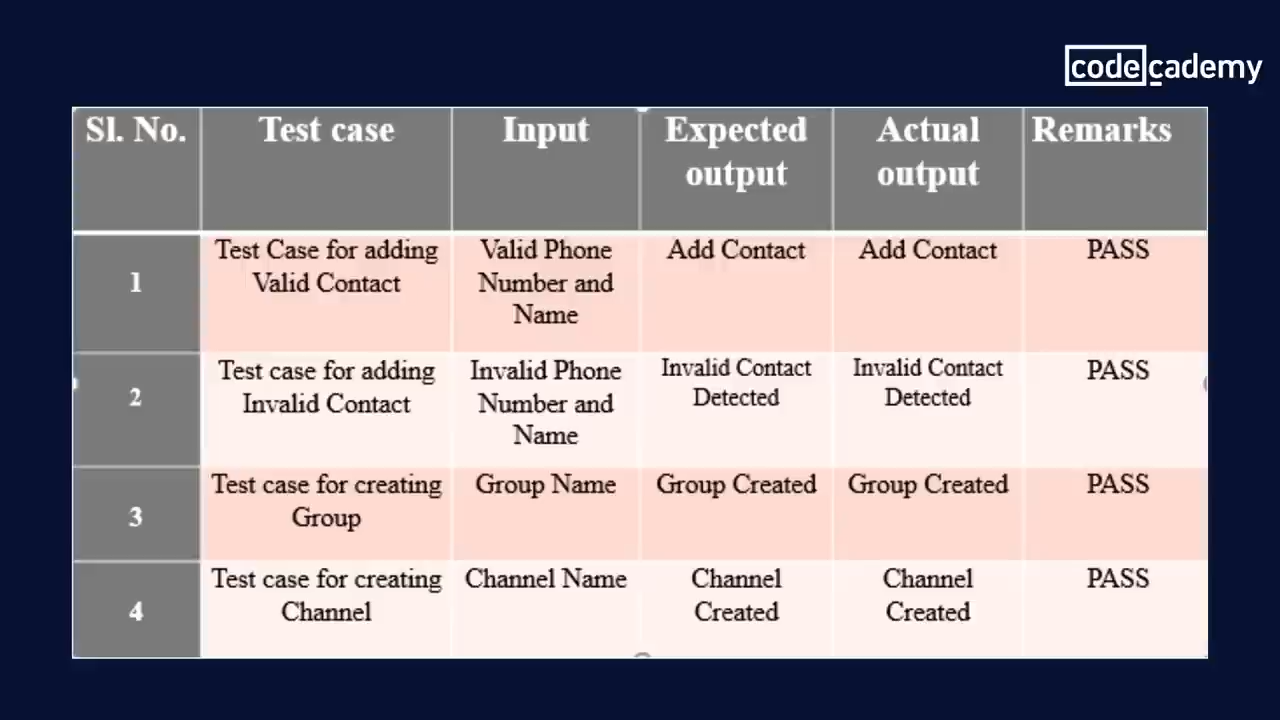 codecademy
Sl. No.
Test case
Input
Expected
output
Actual
output
Remarks
1
Test Case for adding
Valid Contact
Valid Phone
Number and
Name
Add Contact
Add Contact
PASS
2
Test case for adding
Invalid Contact
Invalid Phone
Number and
Name
Invalid Contact
Detected
Invalid Contact
Detected
PASS
3
Test case for creating
Group
Group Name
Group Created
Group Created
PASS
4
Test case for creating
Channel
Channel Name
Channel
Created
Channel
Created
PASS